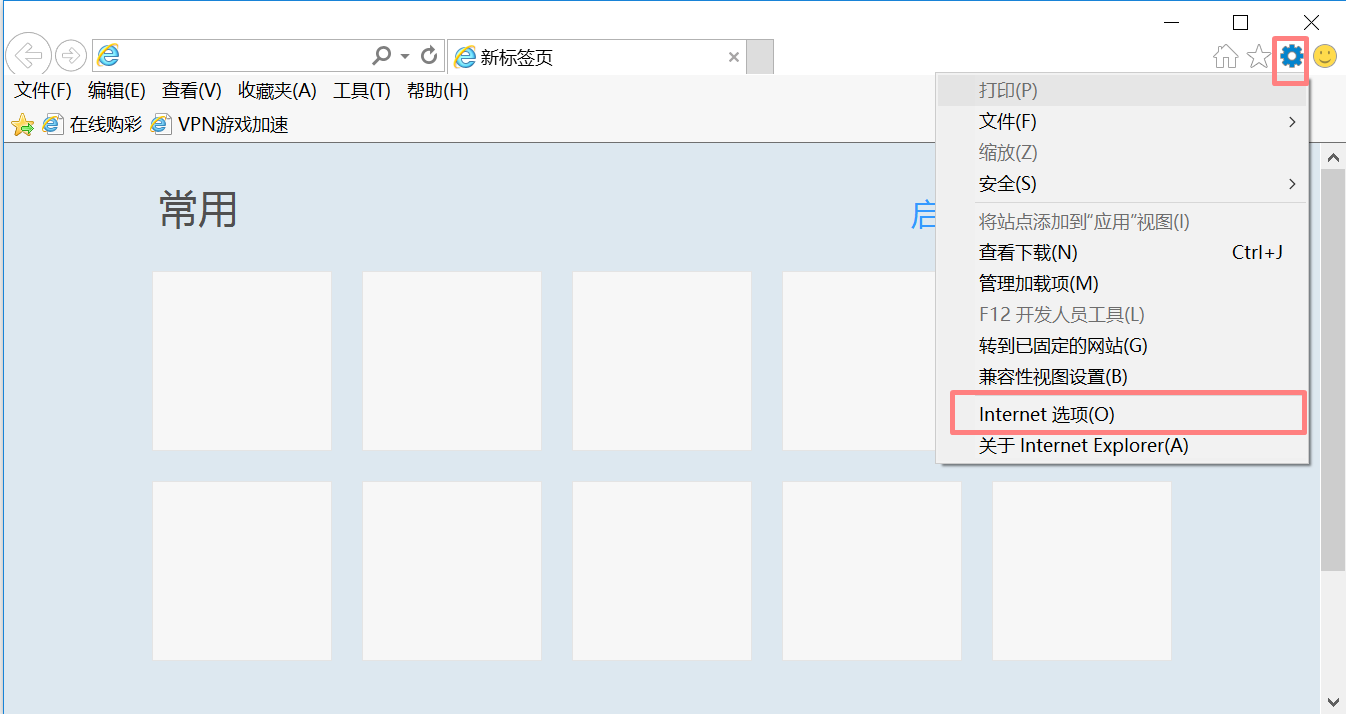 新标签页
文件(F) 编辑(E) 查看(V) 收藏夹(A) 工具(T) 帮助(H)
在线购彩 VPN游戏加速
常用
启
打印(P)
文件(F)
缩放(Z)
安全(S)
将站点添加到“应用”视图(I)
查看下载(N) Ctrl+J
管理加载项(M)
F12 开发人员工具(L)
转到已固定的网站(G)
兼容性视图设置(B)
Internet 选项(O)
关于 Internet Explorer(A)